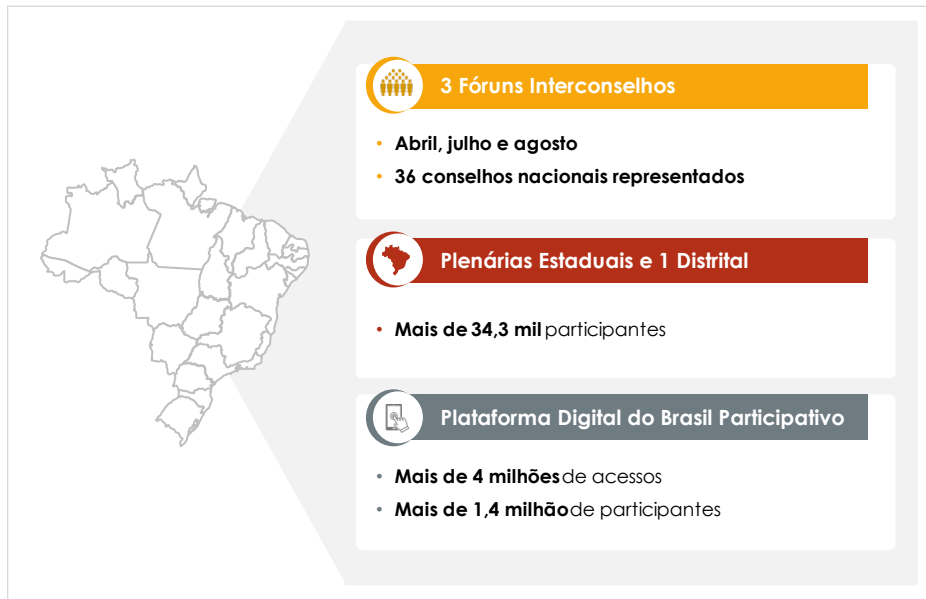 3 Fóruns Interconselhos
• Abril, julho e agosto
• 36 conselhos nacionais representados
Plenárias Estaduais e 1 Distrital
• Mais de 34,3 mil participantes
Plataforma Digital do Brasil Participativo
• Mais de 4 milhões de acessos
• Mais de 1,4 milhão de participantes